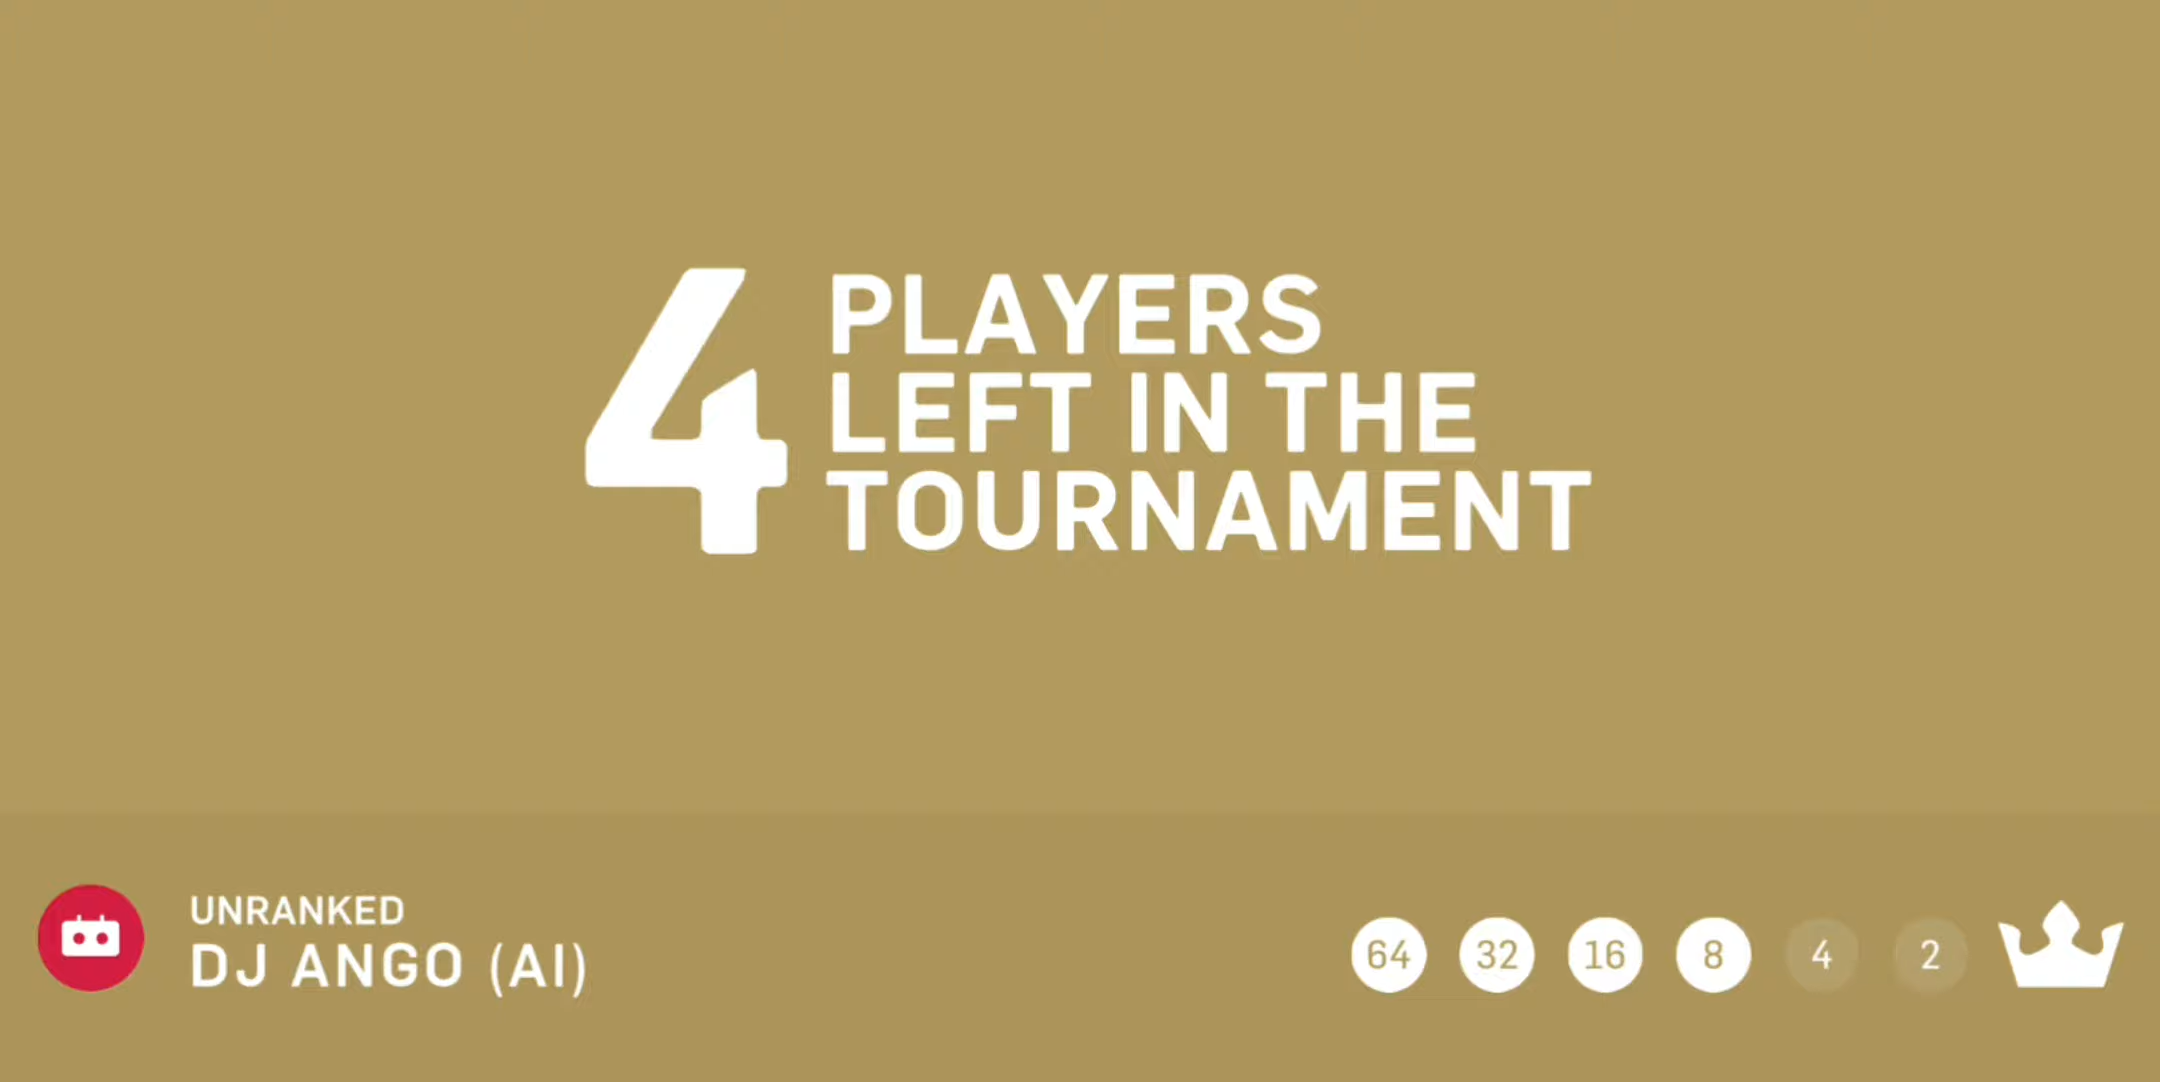 4
PLAYERS
LEFT IN THE
TOURNAMENT
UNRANKED
DJ ANGO (AI)
64 32 16 8 4 2